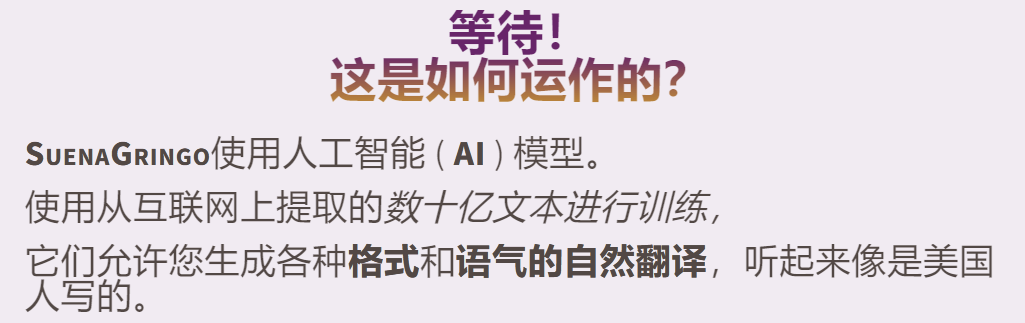 等待！
这是如何运作的？
SuenaGringo使用人工智能 ( AI ) 模型。
使用从互联网上提取的数十亿文本进行训练，
它们允许您生成各种格式和语气的自然翻译，听起来像是美国
人写的。